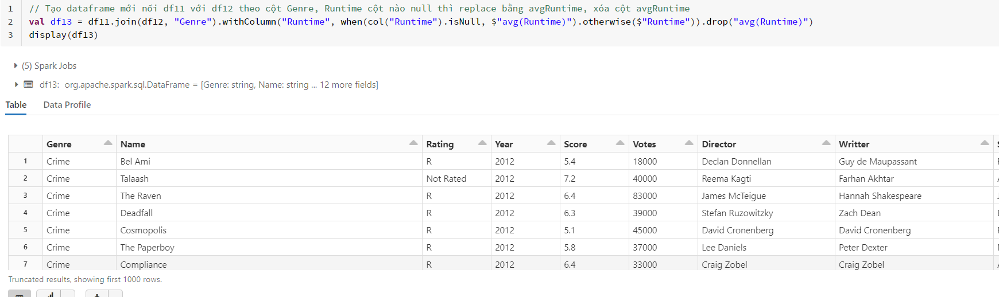 1 // Tạo dataframe mới nối df11 với df12 theo cột Genre, Runtime cột nào null thì replace bằng avgRuntime, xóa cột avgRuntime
2 val df13 = df11.join(df12, "Genre").withColumn("Runtime", when(col("Runtime").isNull, $"avg(Runtime)").otherwise($"Runtime")).drop("avg(Runtime)")
3 display(df13)
(5) Spark Jobs
df13: org.apache.spark.sql.DataFrame = [Genre: string, Name: string ... 12 more fields]
Table Data Profile
Genre Name Rating Year Score Votes Director Writter
1 Crime Bel Ami R 2012 5.4 18000 Declan Donnellan Guy de Maupassant
2 Crime Talaash Not Rated 2012 7.2 40000 Reema Kagti Farhan Akhtar
3 Crime The Raven R 2012 6.4 83000 James McTeigue Hannah Shakespeare
4 Crime Deadfall R 2012 6.3 39000 Stefan Ruzowitzky Zach Dean
5 Crime Cosmopolis R 2012 5.1 45000 David Cronenberg David Cronenberg
6 Crime The Paperboy R 2012 5.8 37000 Lee Daniels Peter Dexter
7 Crime Compliance R 2012 6.4 33000 Craig Zobel Craig Zobel
Truncated results, showing first 1000 rows.